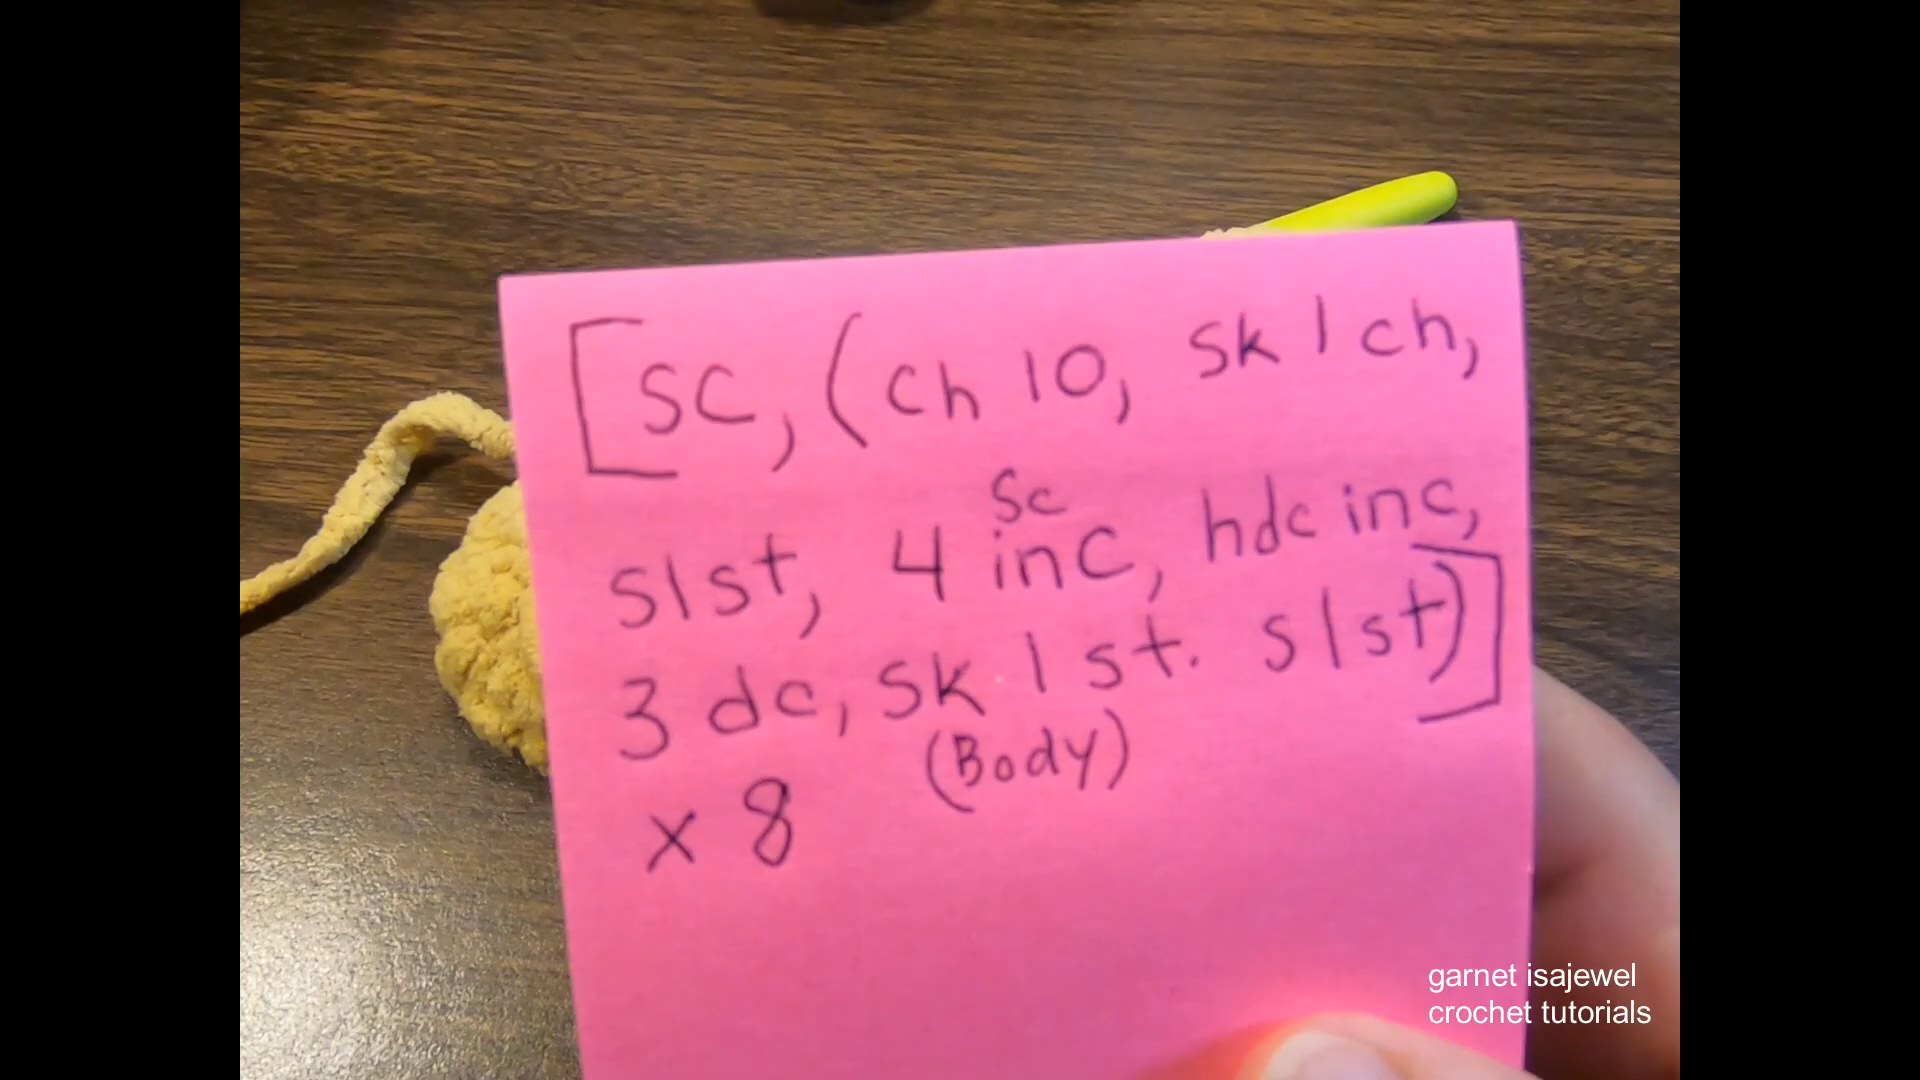 [SC, (Ch 10, Sk 1 ch,
Sc
slst, 4 inc, hdc inc,
3 dc, sk 1 st. slst)]
(Body)
x 8
garnet isajewel
crochet tutorials